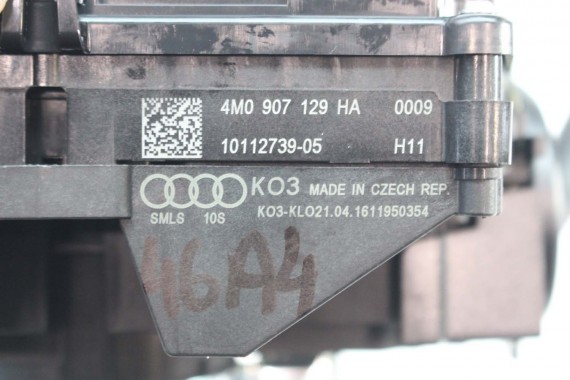 4M0 907 129 HA 0009
10112739-05 H11
KO3 MADE IN CZECH REP.
SMLS 10S KO3-KLO21.04.1611950354
46A4